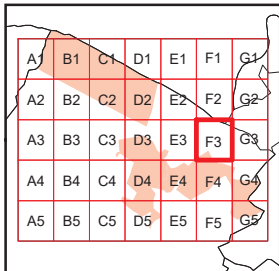 A1 B1 C1 D1 E1 F1 G1
A2 B2 C2 D2 E2 F2 G2
A3 B3 C3 D3 E3 F3 G3
A4 B4 C4 D4 E4 F4 G4
A5 B5 C5 D5 E5 F5 G5